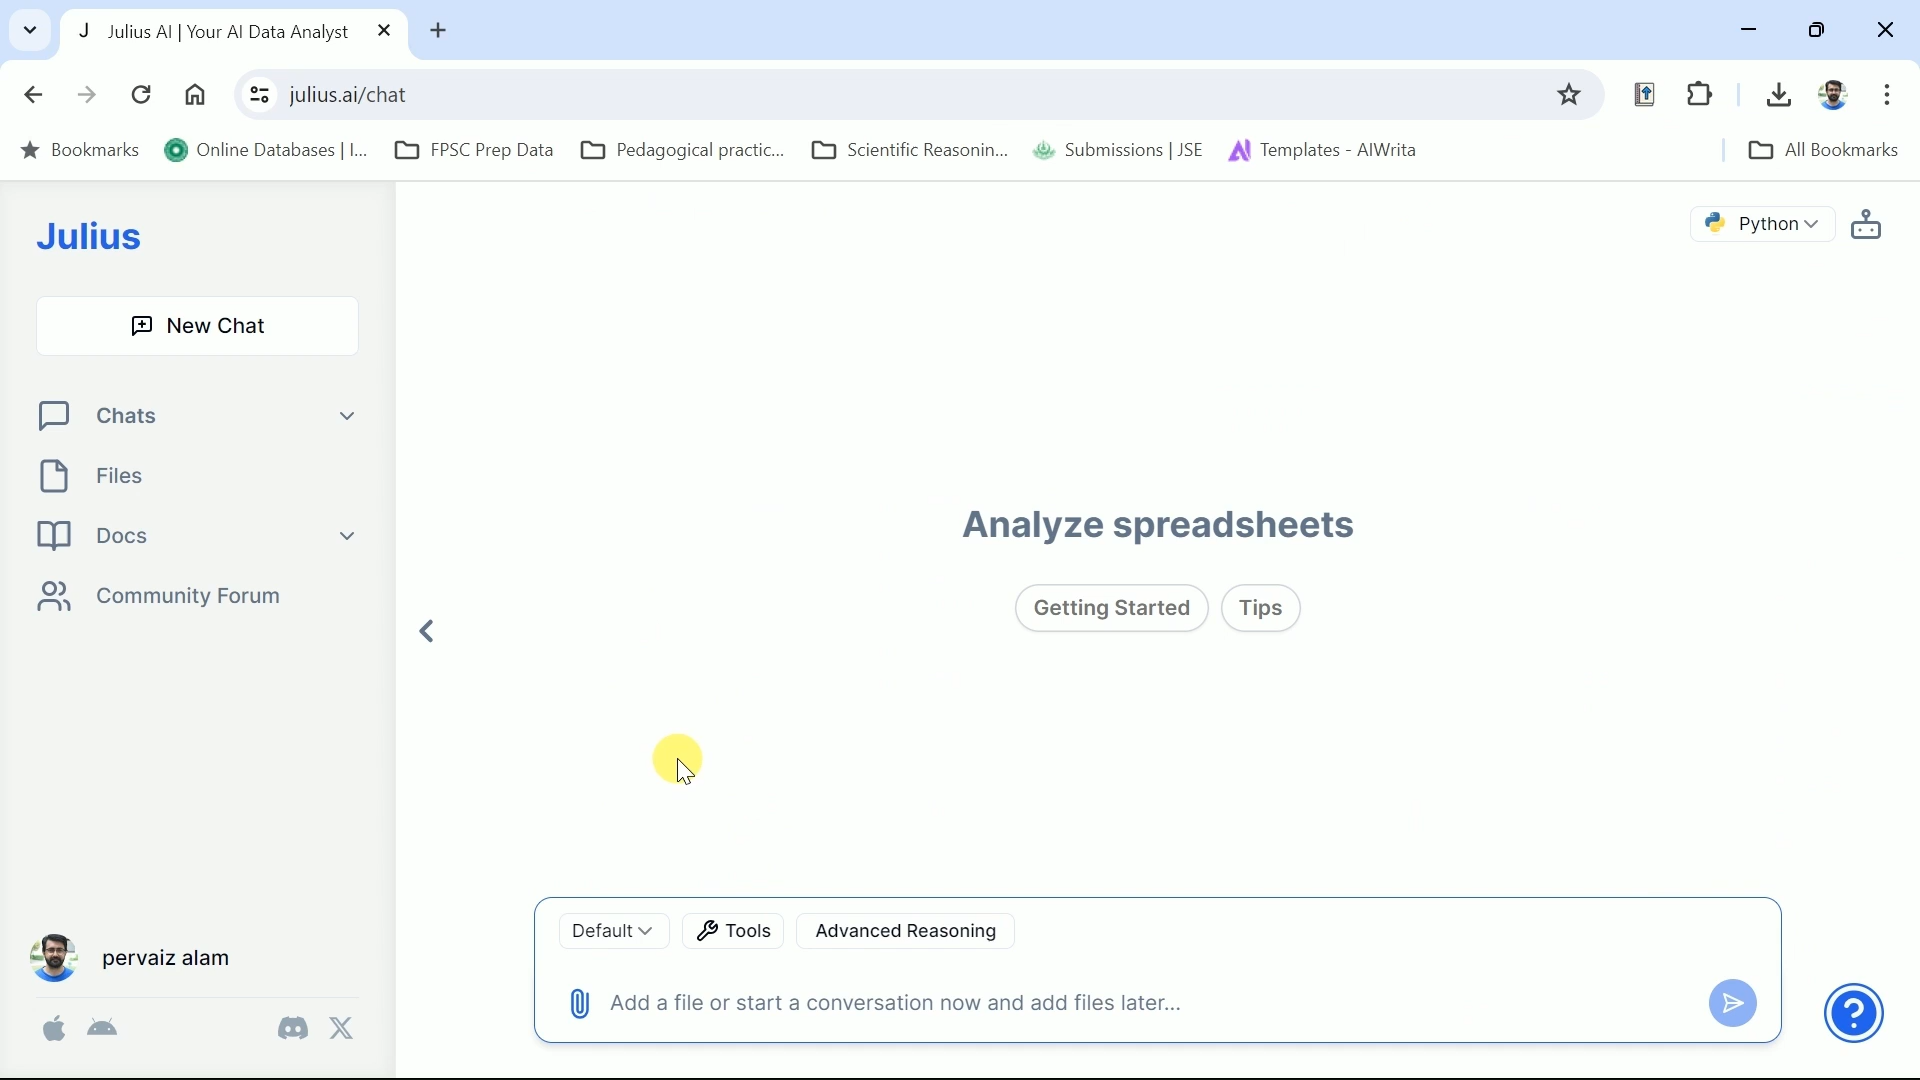 J Julius AI | Your AI Data Analyst
julius.ai/chat
Bookmarks Online Databases | I... FPSC Prep Data Pedagogical practic... Scientific Reasonin... Submissions | JSE Templates - AIWrita All Bookmarks
Julius
Python
New Chat
Chats
Files
Docs
Community Forum
Analyze spreadsheets
Getting Started Tips
Default Tools Advanced Reasoning
Add a file or start a conversation now and add files later...
pervaiz alam